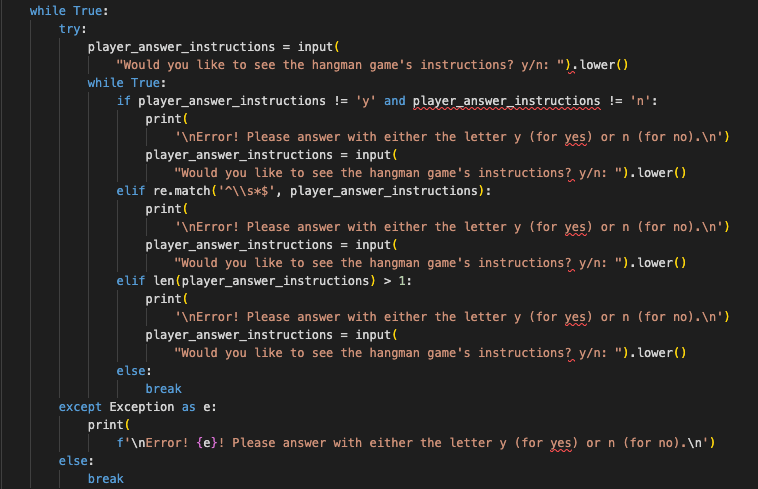 while True:
try:
player_answer_instructions = input(
"Would you like to see the hangman game's instructions? y/n: ").lower()
while True:
if player_answer_instructions != 'y' and player_answer_instructions != 'n':
print(
'\nError! Please answer with either the letter y (for yes) or n (for no).\n')
player_answer_instructions = input(
"Would you like to see the hangman game's instructions? y/n: ").lower()
elif re.match('^\\s*$', player_answer_instructions):
print(
'\nError! Please answer with either the letter y (for yes) or n (for no).\n')
player_answer_instructions = input(
"Would you like to see the hangman game's instructions? y/n: ").lower()
elif len(player_answer_instructions) > 1:
print(
'\nError! Please answer with either the letter y (for yes) or n (for no).\n')
player_answer_instructions = input(
"Would you like to see the hangman game's instructions? y/n: ").lower()
else:
break
except Exception as e:
print(
f'\nError! {e}! Please answer with either the letter y (for yes) or n (for no).\n')
else:
break